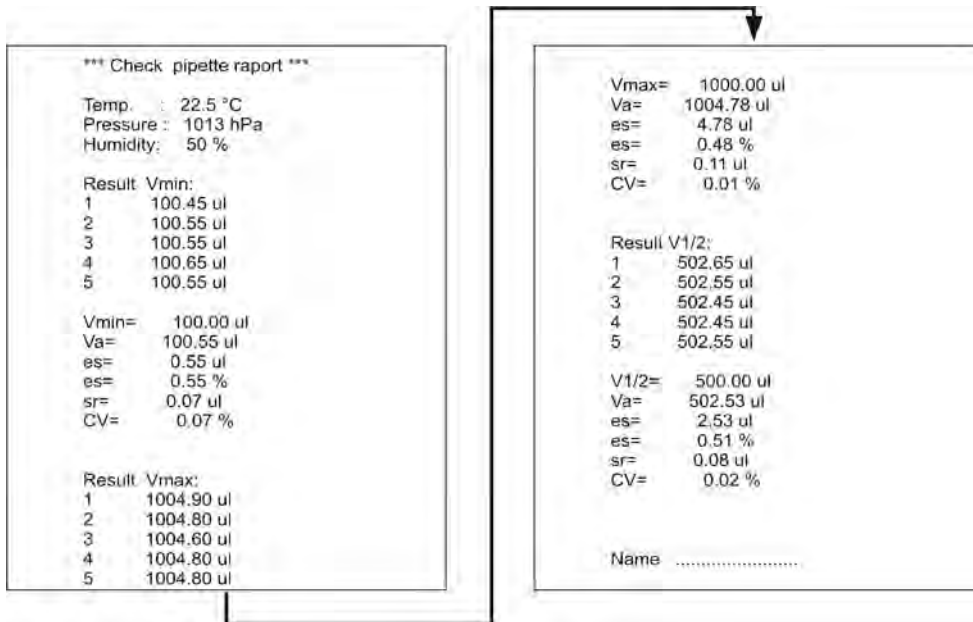 *** Check pipette raport ***
Temp. : 22.5 °C
Pressure : 1013 hPa
Humidity: 50 %
Result Vmin:
1 100.45 ul
2 100.55 ul
3 100.55 ul
4 100.65 ul
5 100.55 ul
Vmin= 100.00 ul
Va= 100.55 ul
es= 0.55 ul
es= 0.55 %
sr= 0.07 ul
CV= 0.07 %
Result Vmax:
1 1004.90 ul
2 1004.80 ul
3 1004.60 ul
4 1004.80 ul
5 1004.80 ul
Vmax= 1000.00 ul
Va= 1004.78 ul
es= 4.78 ul
es= 0.48 %
sr= 0.11 ul
CV= 0.01 %
Result V1/2:
1 502.65 ul
2 502.55 ul
3 502.45 ul
4 502.45 ul
5 502.55 ul
V1/2= 500.00 ul
Va= 502.53 ul
es= 2.53 ul
es= 0.51 %
sr= 0.08 ul
CV= 0.02 %
Name ........................